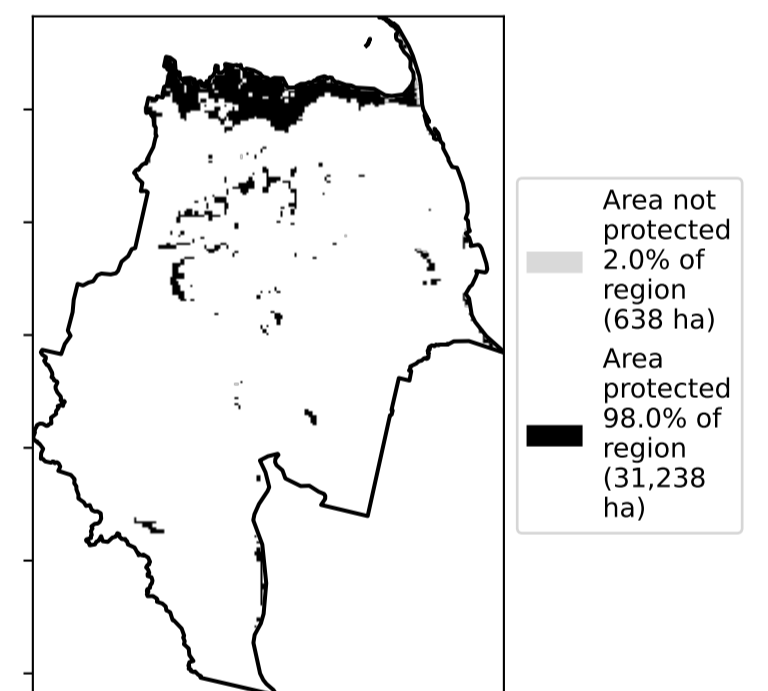 Area not
protected
2.0% of
region
(638 ha)
Area
protected
98.0% of
region
(31,238
ha)